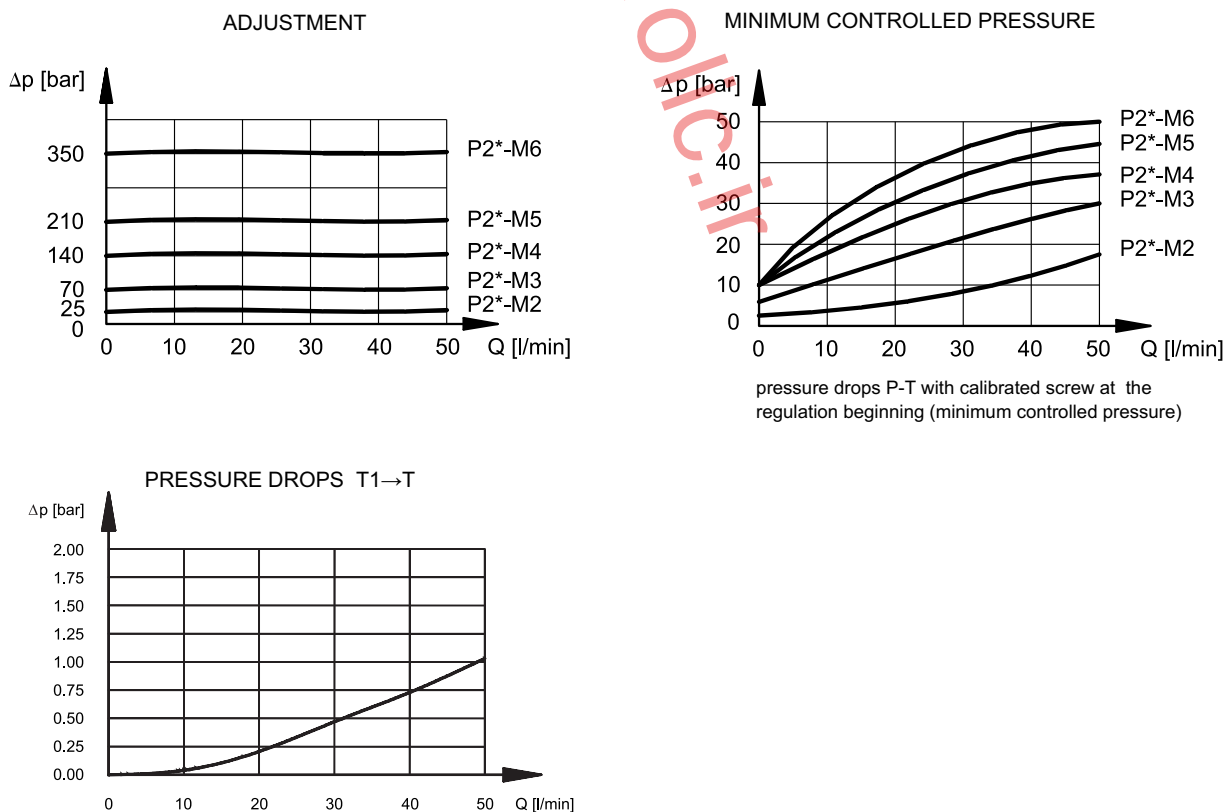 ADJUSTMENT
Δp [bar]
350
210
140
70
25
0
P2*-M6
P2*-M5
P2*-M4
P2*-M3
P2*-M2
0 10 20 30 40 50 Q [l/min]
MINIMUM CONTROLLED PRESSURE
Δp [bar]
50
40
30
20
10
0
P2*-M6
P2*-M5
P2*-M4
P2*-M3
P2*-M2
0 10 20 30 40 50 Q [l/min]
pressure drops P-T with calibrated screw at the
regulation beginning (minimum controlled pressure)
olic.ir
PRESSURE DROPS T1→T
Δp [bar]
2.00
1.75
1.50
1.25
1.00
0.75
0.50
0.25
0.00
0 10 20 30 40 50 Q [l/min]